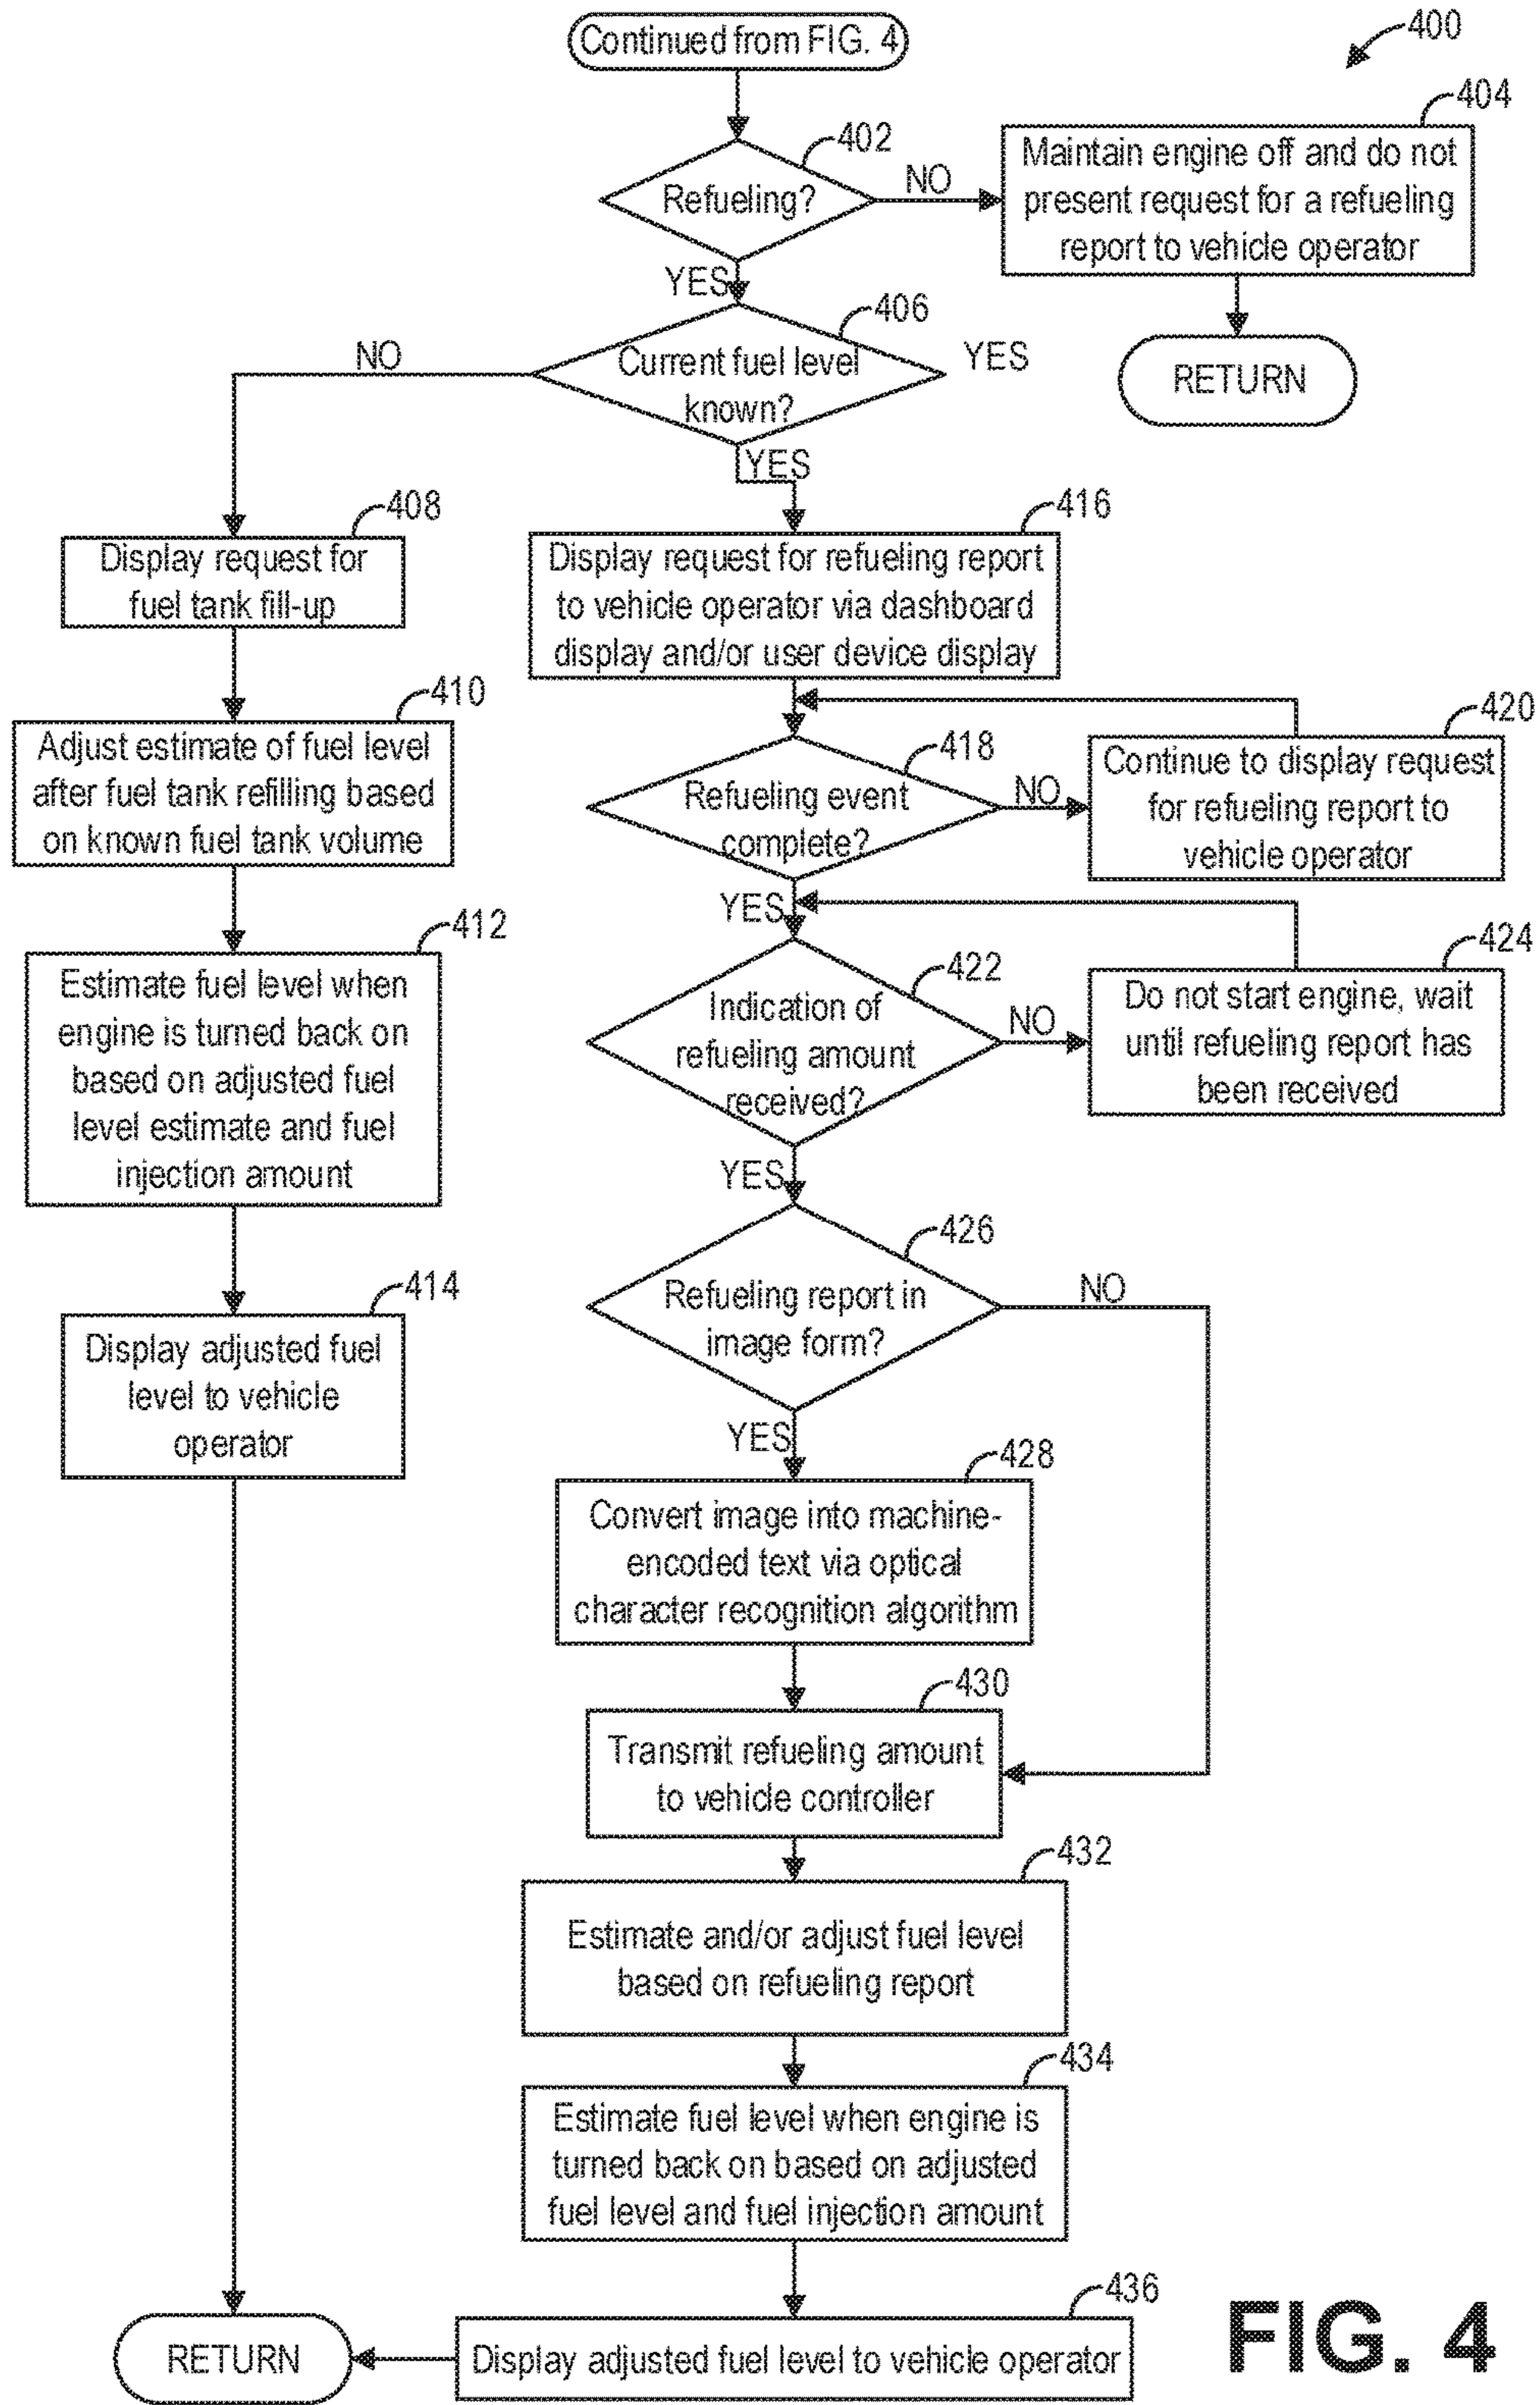 Continued from FIG. 4
400
402
Refueling?
NO
404
Maintain engine off and do not
present request for a refueling
report to vehicle operator
RETURN
YES
406
Current fuel level
known?
YES
NO
YES
408
Display request for
fuel tank fill-up
410
Adjust estimate of fuel level
after fuel tank refilling based
on known fuel tank volume
412
Estimate fuel level when
engine is turned back on
based on adjusted fuel
level estimate and fuel
injection amount
414
Display adjusted fuel
level to vehicle
operator
416
Display request for refueling report
to vehicle operator via dashboard
display and/or user device display
418
Refueling event
complete?
NO
420
Continue to display request
for refueling report to
vehicle operator
YES
422
Indication of
refueling amount
received?
NO
424
Do not start engine, wait
until refueling report has
been received
YES
426
Refueling report in
image form?
NO
YES
428
Convert image into machine-
encoded text via optical
character recognition algorithm
430
Transmit refueling amount
to vehicle controller
432
Estimate and/or adjust fuel level
based on refueling report
434
Estimate fuel level when engine is
turned back on based on adjusted
fuel level and fuel injection amount
436
Display adjusted fuel level to vehicle operator
RETURN
FIG. 4